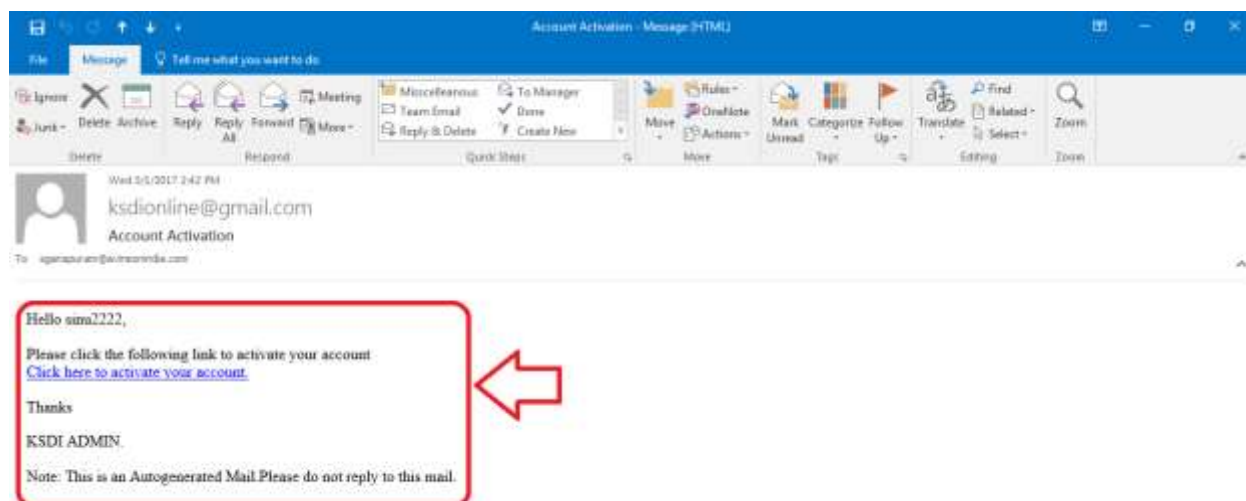 Account Activation - Message (HTML)
File Message Tell me what you want to do
Ignore
Junk
Delete Archive
Reply Reply All Forward
Meeting
More
Miscellaneous To Manager
Team Email Done
Reply & Delete Create New
Move
Rules
OneNote
Actions
Mark Unread Categorize Follow Up
Translate
Find
Related
Select
Zoom
Delete Respond Quick Steps Move Tags Editing Zoom
2:42 PM
ksdionline@gmail.com
Account Activation
To
Hello
Please click the following link to activate your account
Click here to activate your account.
Thanks
KSDI ADMIN.
Note: This is an Autogenerated Mail.Please do not reply to this mail.